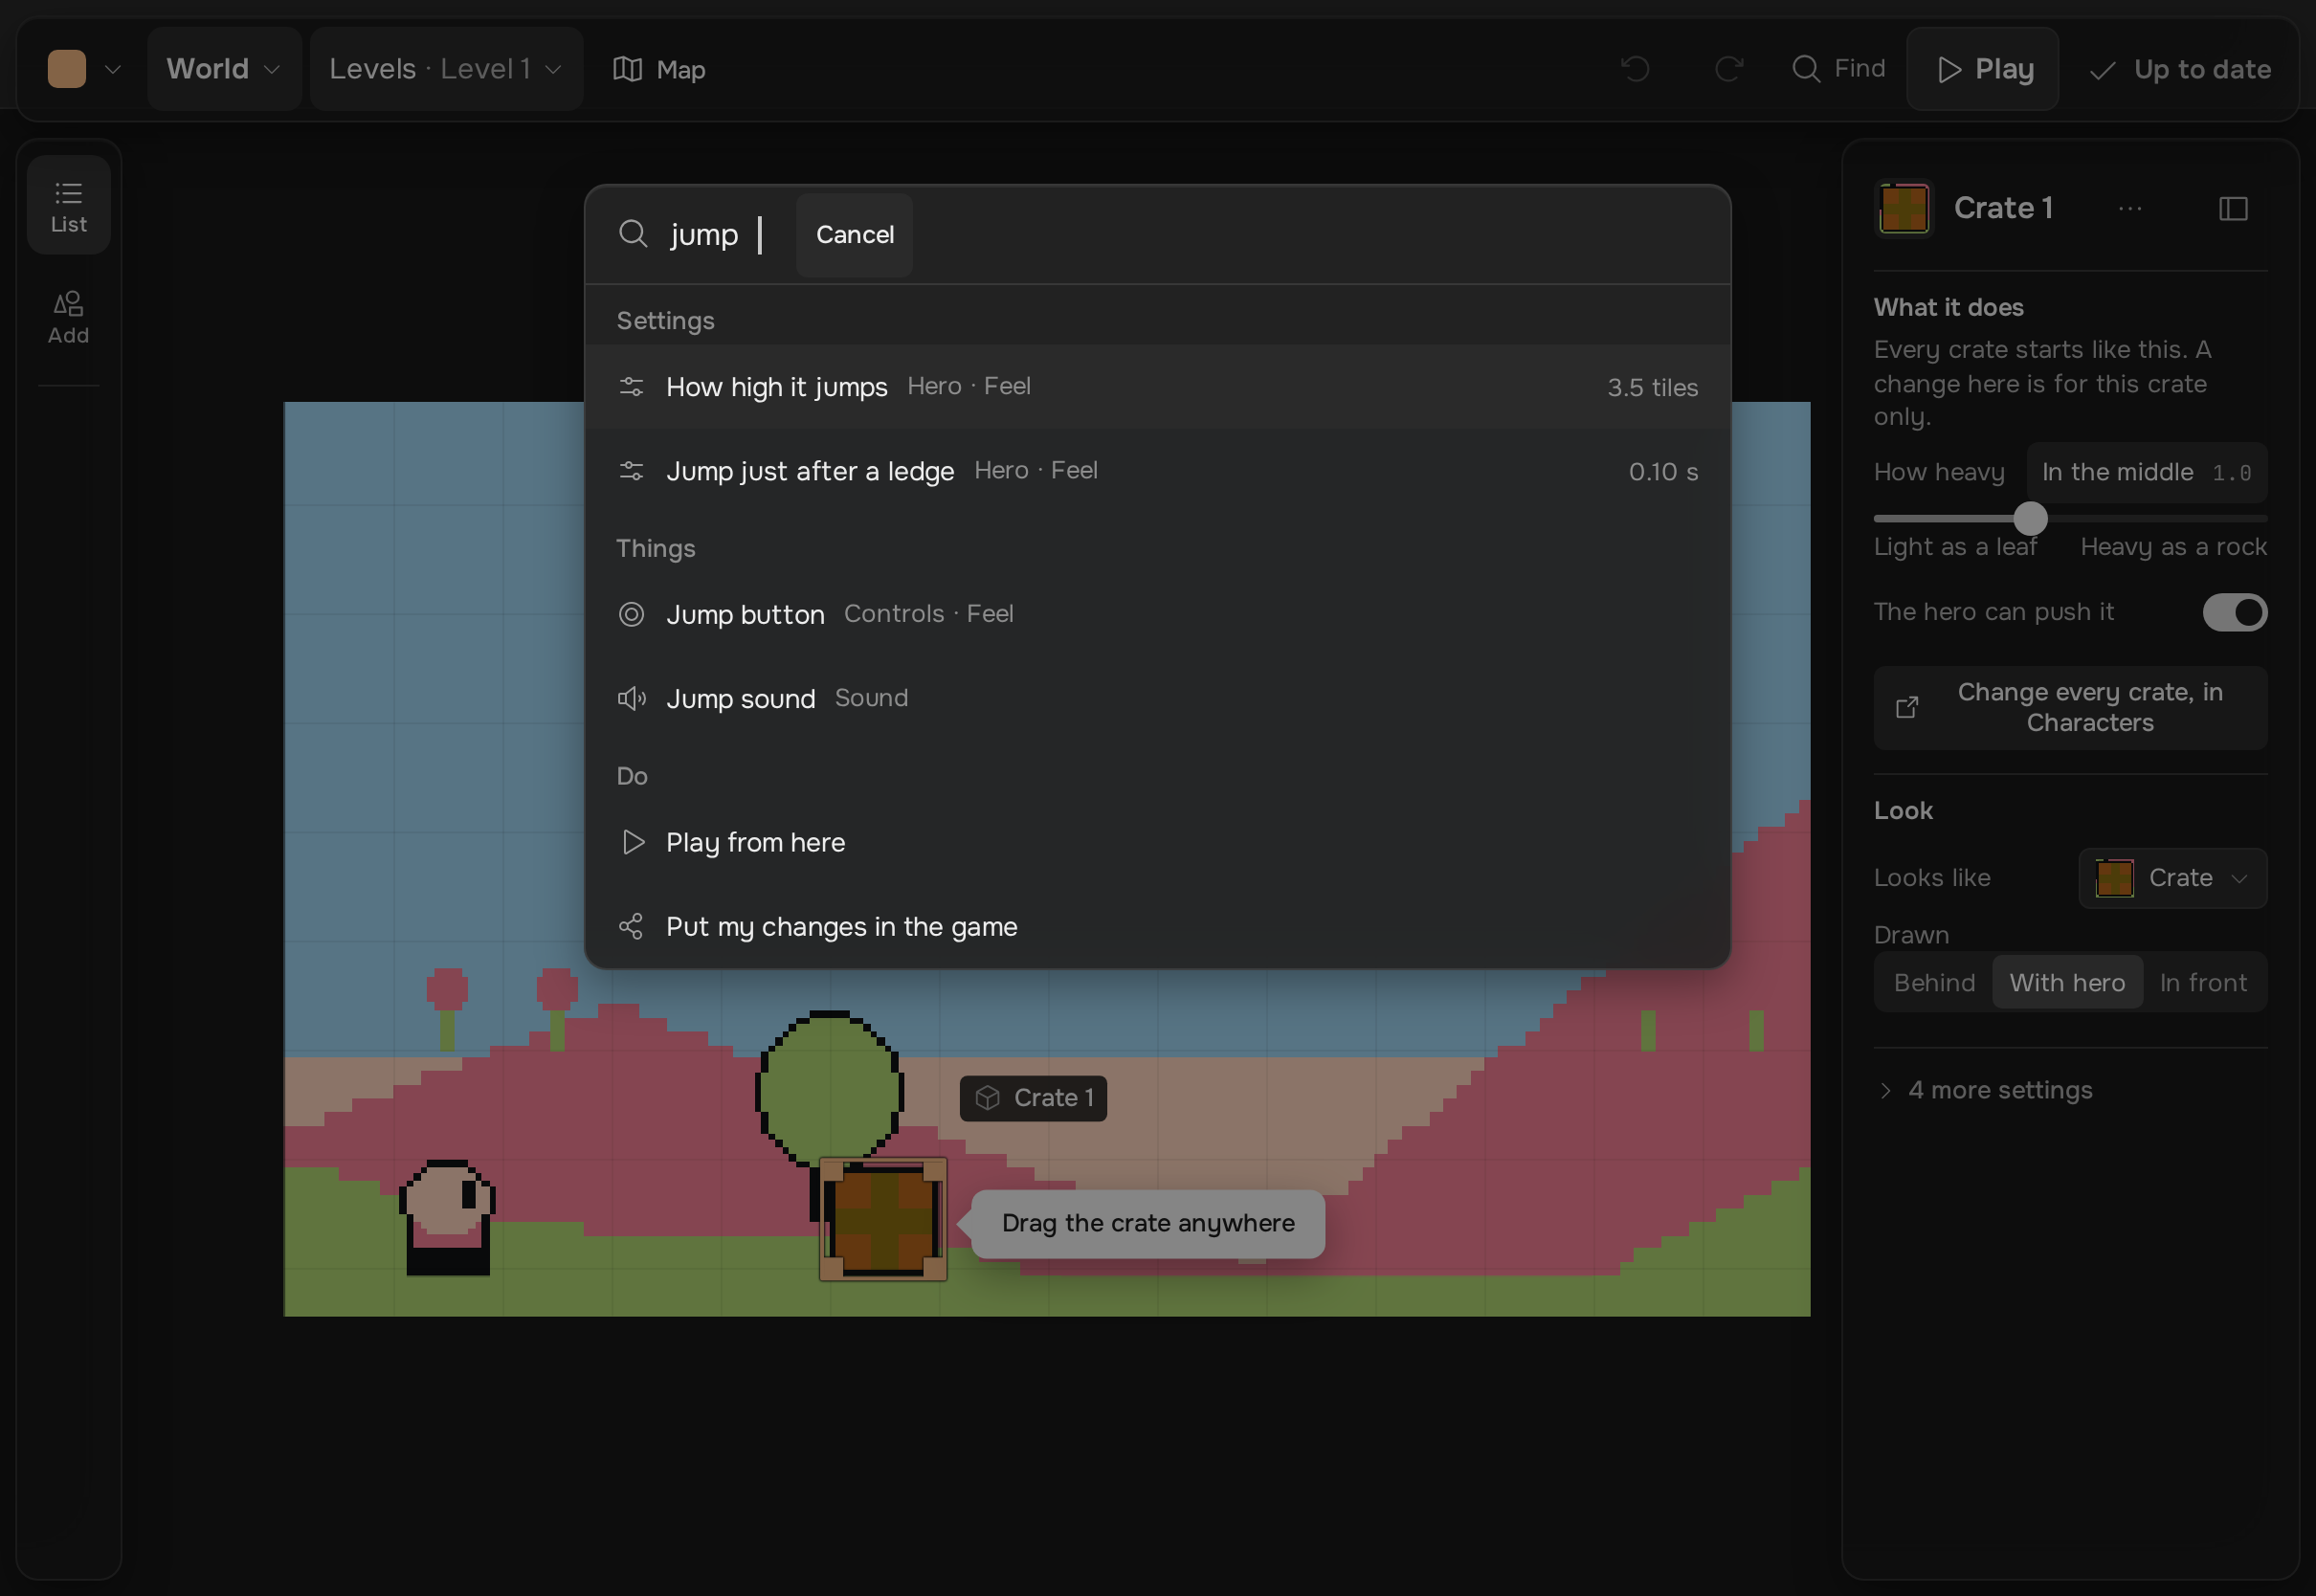 World
Levels · Level 1
Map
Find
Play
Up to date
List
Add
jump
Cancel
Settings
How high it jumps Hero · Feel 3.5 tiles
Jump just after a ledge Hero · Feel 0.10 s
Things
Jump button Controls · Feel
Jump sound Sound
Do
Play from here
Put my changes in the game
Crate 1
Drag the crate anywhere
Crate 1
What it does
Every crate starts like this. A
change here is for this crate
only.
How heavy In the middle 1.0
Light as a leaf Heavy as a rock
The hero can push it
Change every crate, in
Characters
Look
Looks like Crate
Drawn
Behind With hero In front
4 more settings